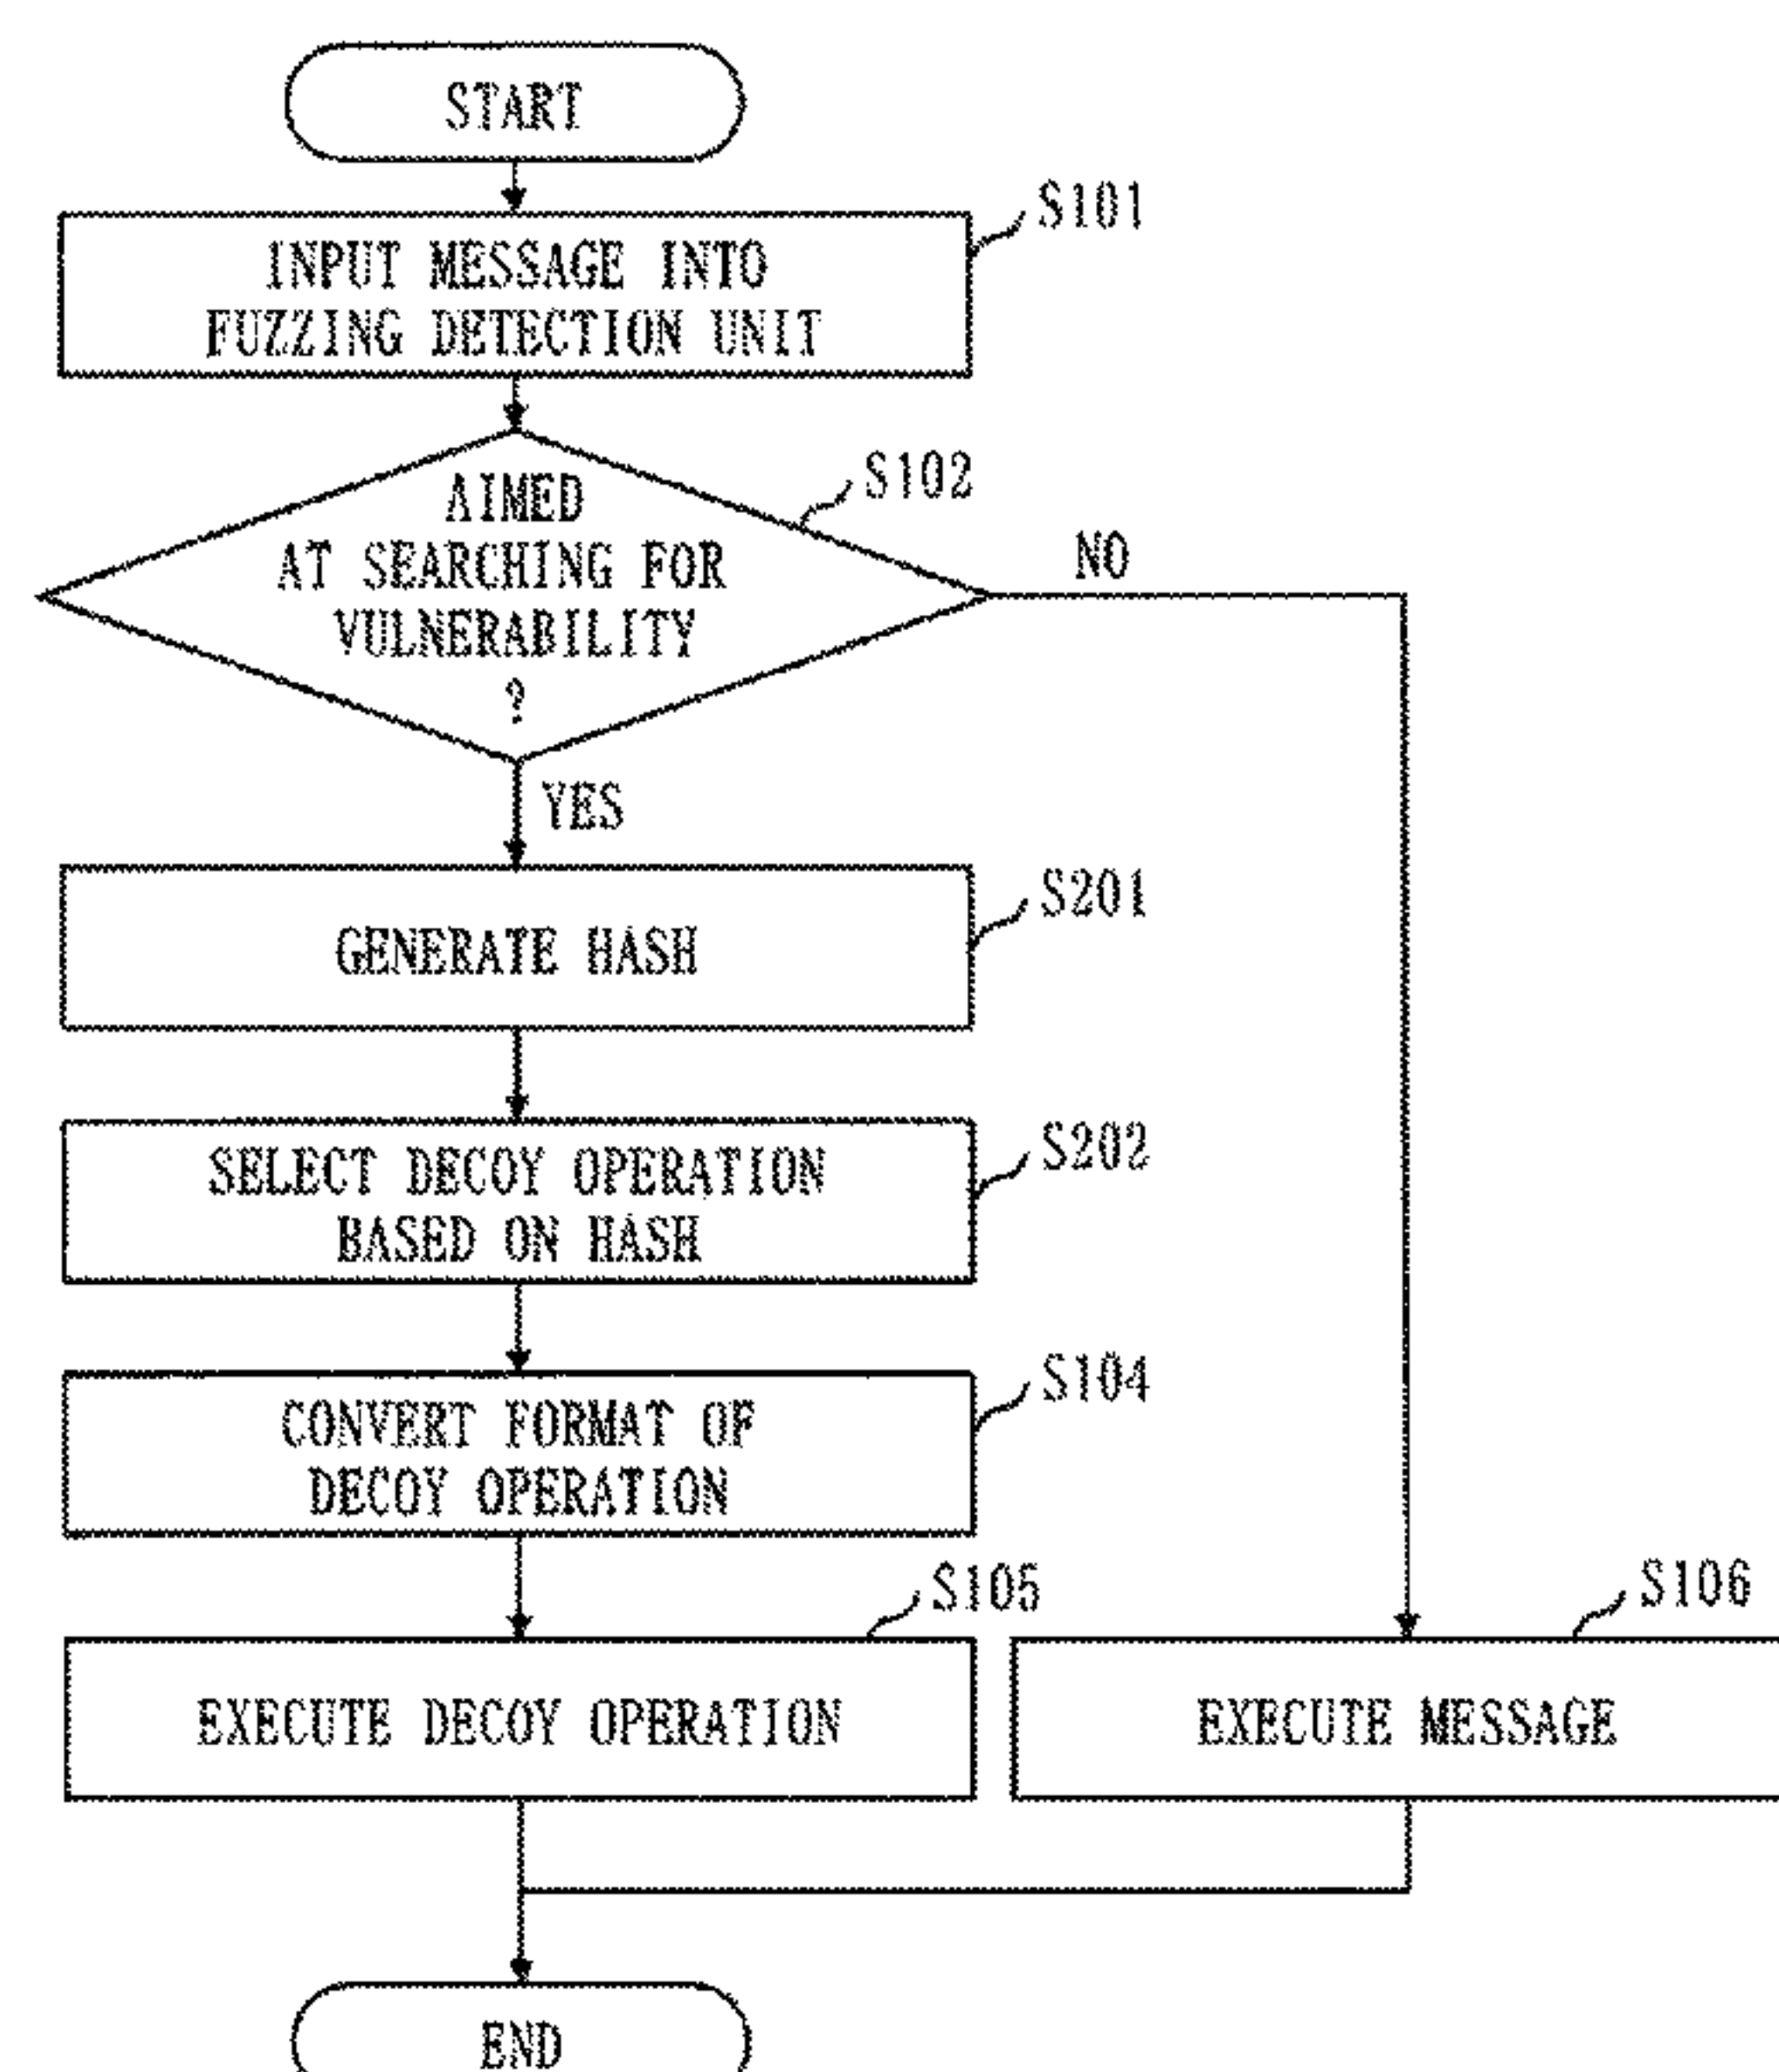 START
S101
INPUT MESSAGE INTO
FUZZING DETECTION UNIT
S102
AIMED
AT SEARCHING FOR
VULNERABILITY
?
NO
YES
S201
GENERATE HASH
S202
SELECT DECOY OPERATION
BASED ON HASH
S104
CONVERT FORMAT OF
DECOY OPERATION
S105
EXECUTE DECOY OPERATION
S106
EXECUTE MESSAGE
END